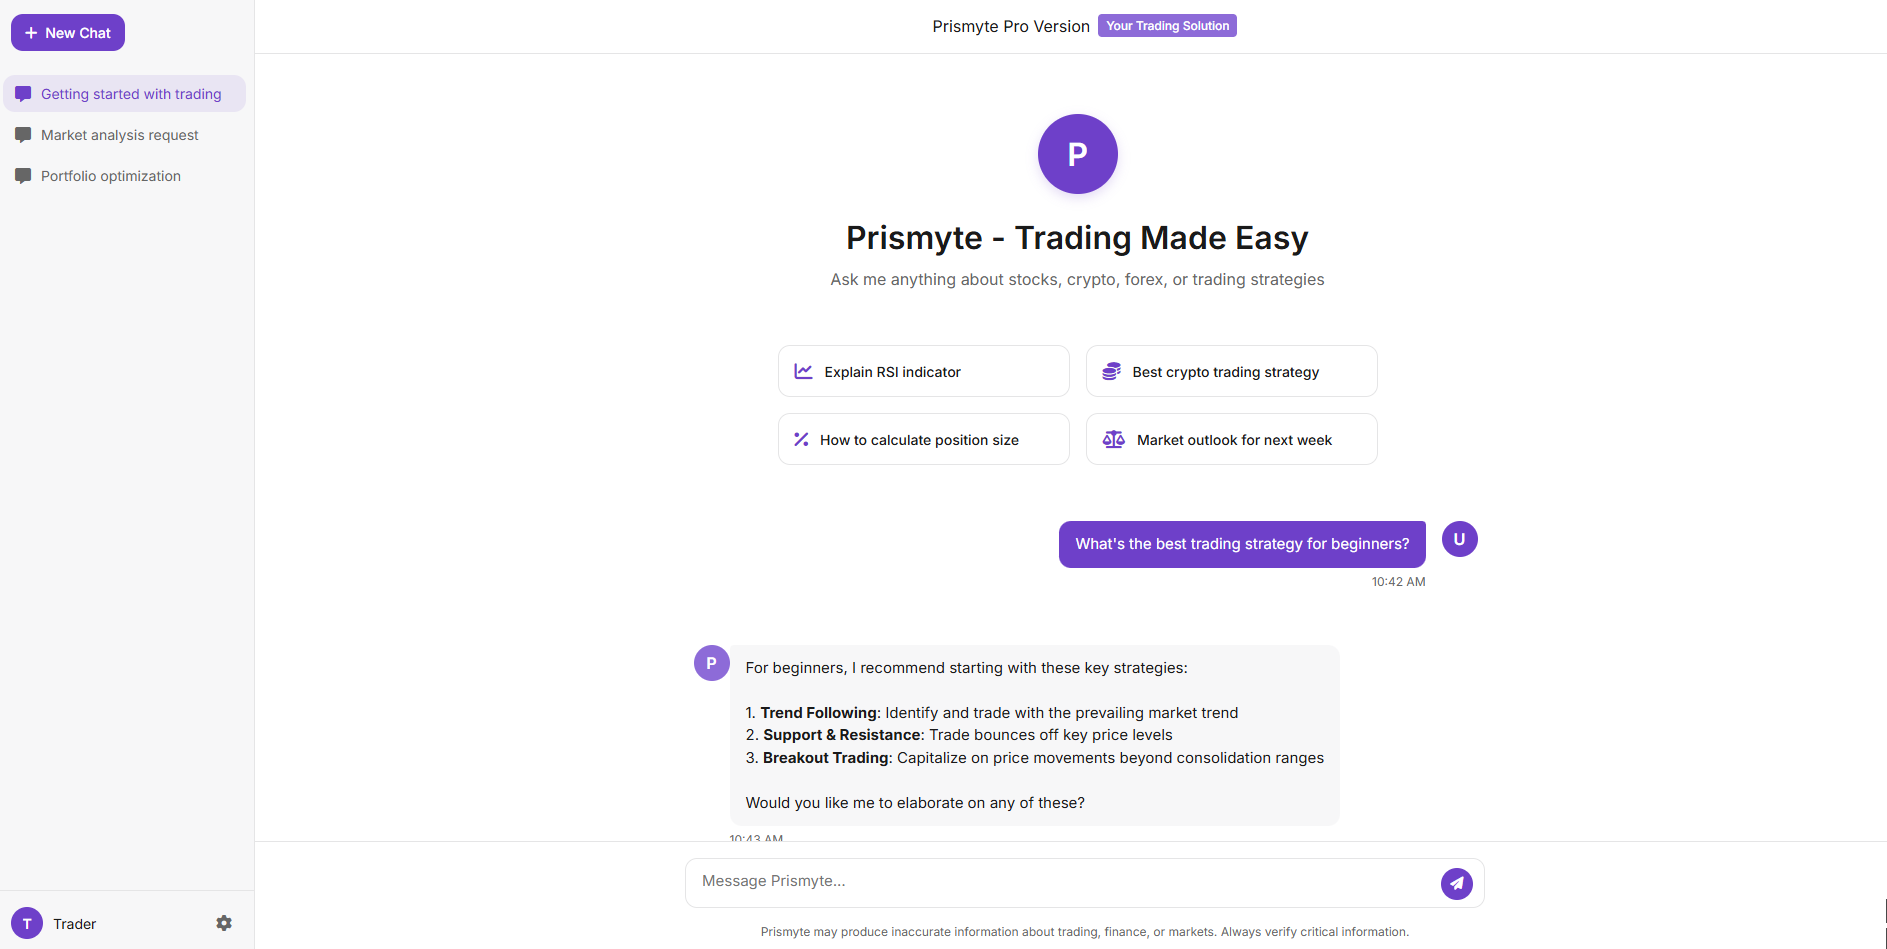 New Chat
Getting started with trading
Market analysis request
Portfolio optimization
T Trader
Prismyte Pro Version Your Trading Solution
P
Prismyte - Trading Made Easy
Ask me anything about stocks, crypto, forex, or trading strategies
Explain RSI indicator
Best crypto trading strategy
How to calculate position size
Market outlook for next week
What's the best trading strategy for beginners? U
10:42 AM
P
For beginners, I recommend starting with these key strategies:
1. Trend Following: Identify and trade with the prevailing market trend
2. Support & Resistance: Trade bounces off key price levels
3. Breakout Trading: Capitalize on price movements beyond consolidation ranges
Would you like me to elaborate on any of these?
10:43 AM
Message Prismyte...
Prismyte may produce inaccurate information about trading, finance, or markets. Always verify critical information.